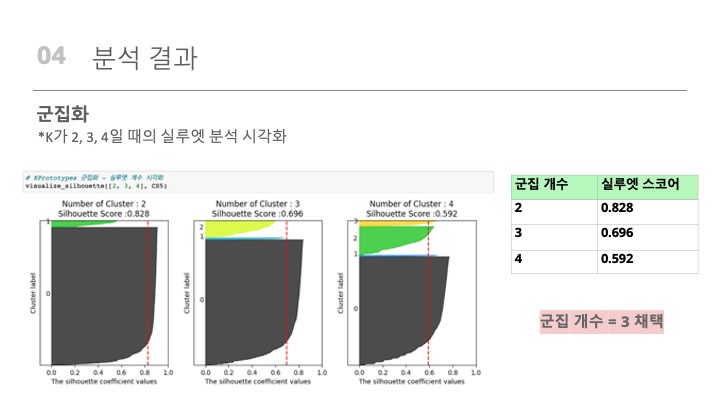 04 분석 결과
군집화
*K가 2, 3, 4일 때의 실루엣 분석 시각화
# KPrototypes 군집화 - 실루엣 계수 시각화
visualize_silhouette([2, 3, 4], CS5)
Number of Cluster : 2
Silhouette Score :0.828
1
0
Cluster label
0.0 0.2 0.4 0.6 0.8 1.0
The silhouette coefficient values
Number of Cluster : 3
Silhouette Score :0.696
2
1
0
Cluster label
0.0 0.2 0.4 0.6 0.8 1.0
The silhouette coefficient values
Number of Cluster : 4
Silhouette Score :0.592
3
2
1
0
Cluster label
0.0 0.2 0.4 0.6 0.8 1.0
The silhouette coefficient values
군집 개수 실루엣 스코어
2 0.828
3 0.696
4 0.592
군집 개수 = 3 채택